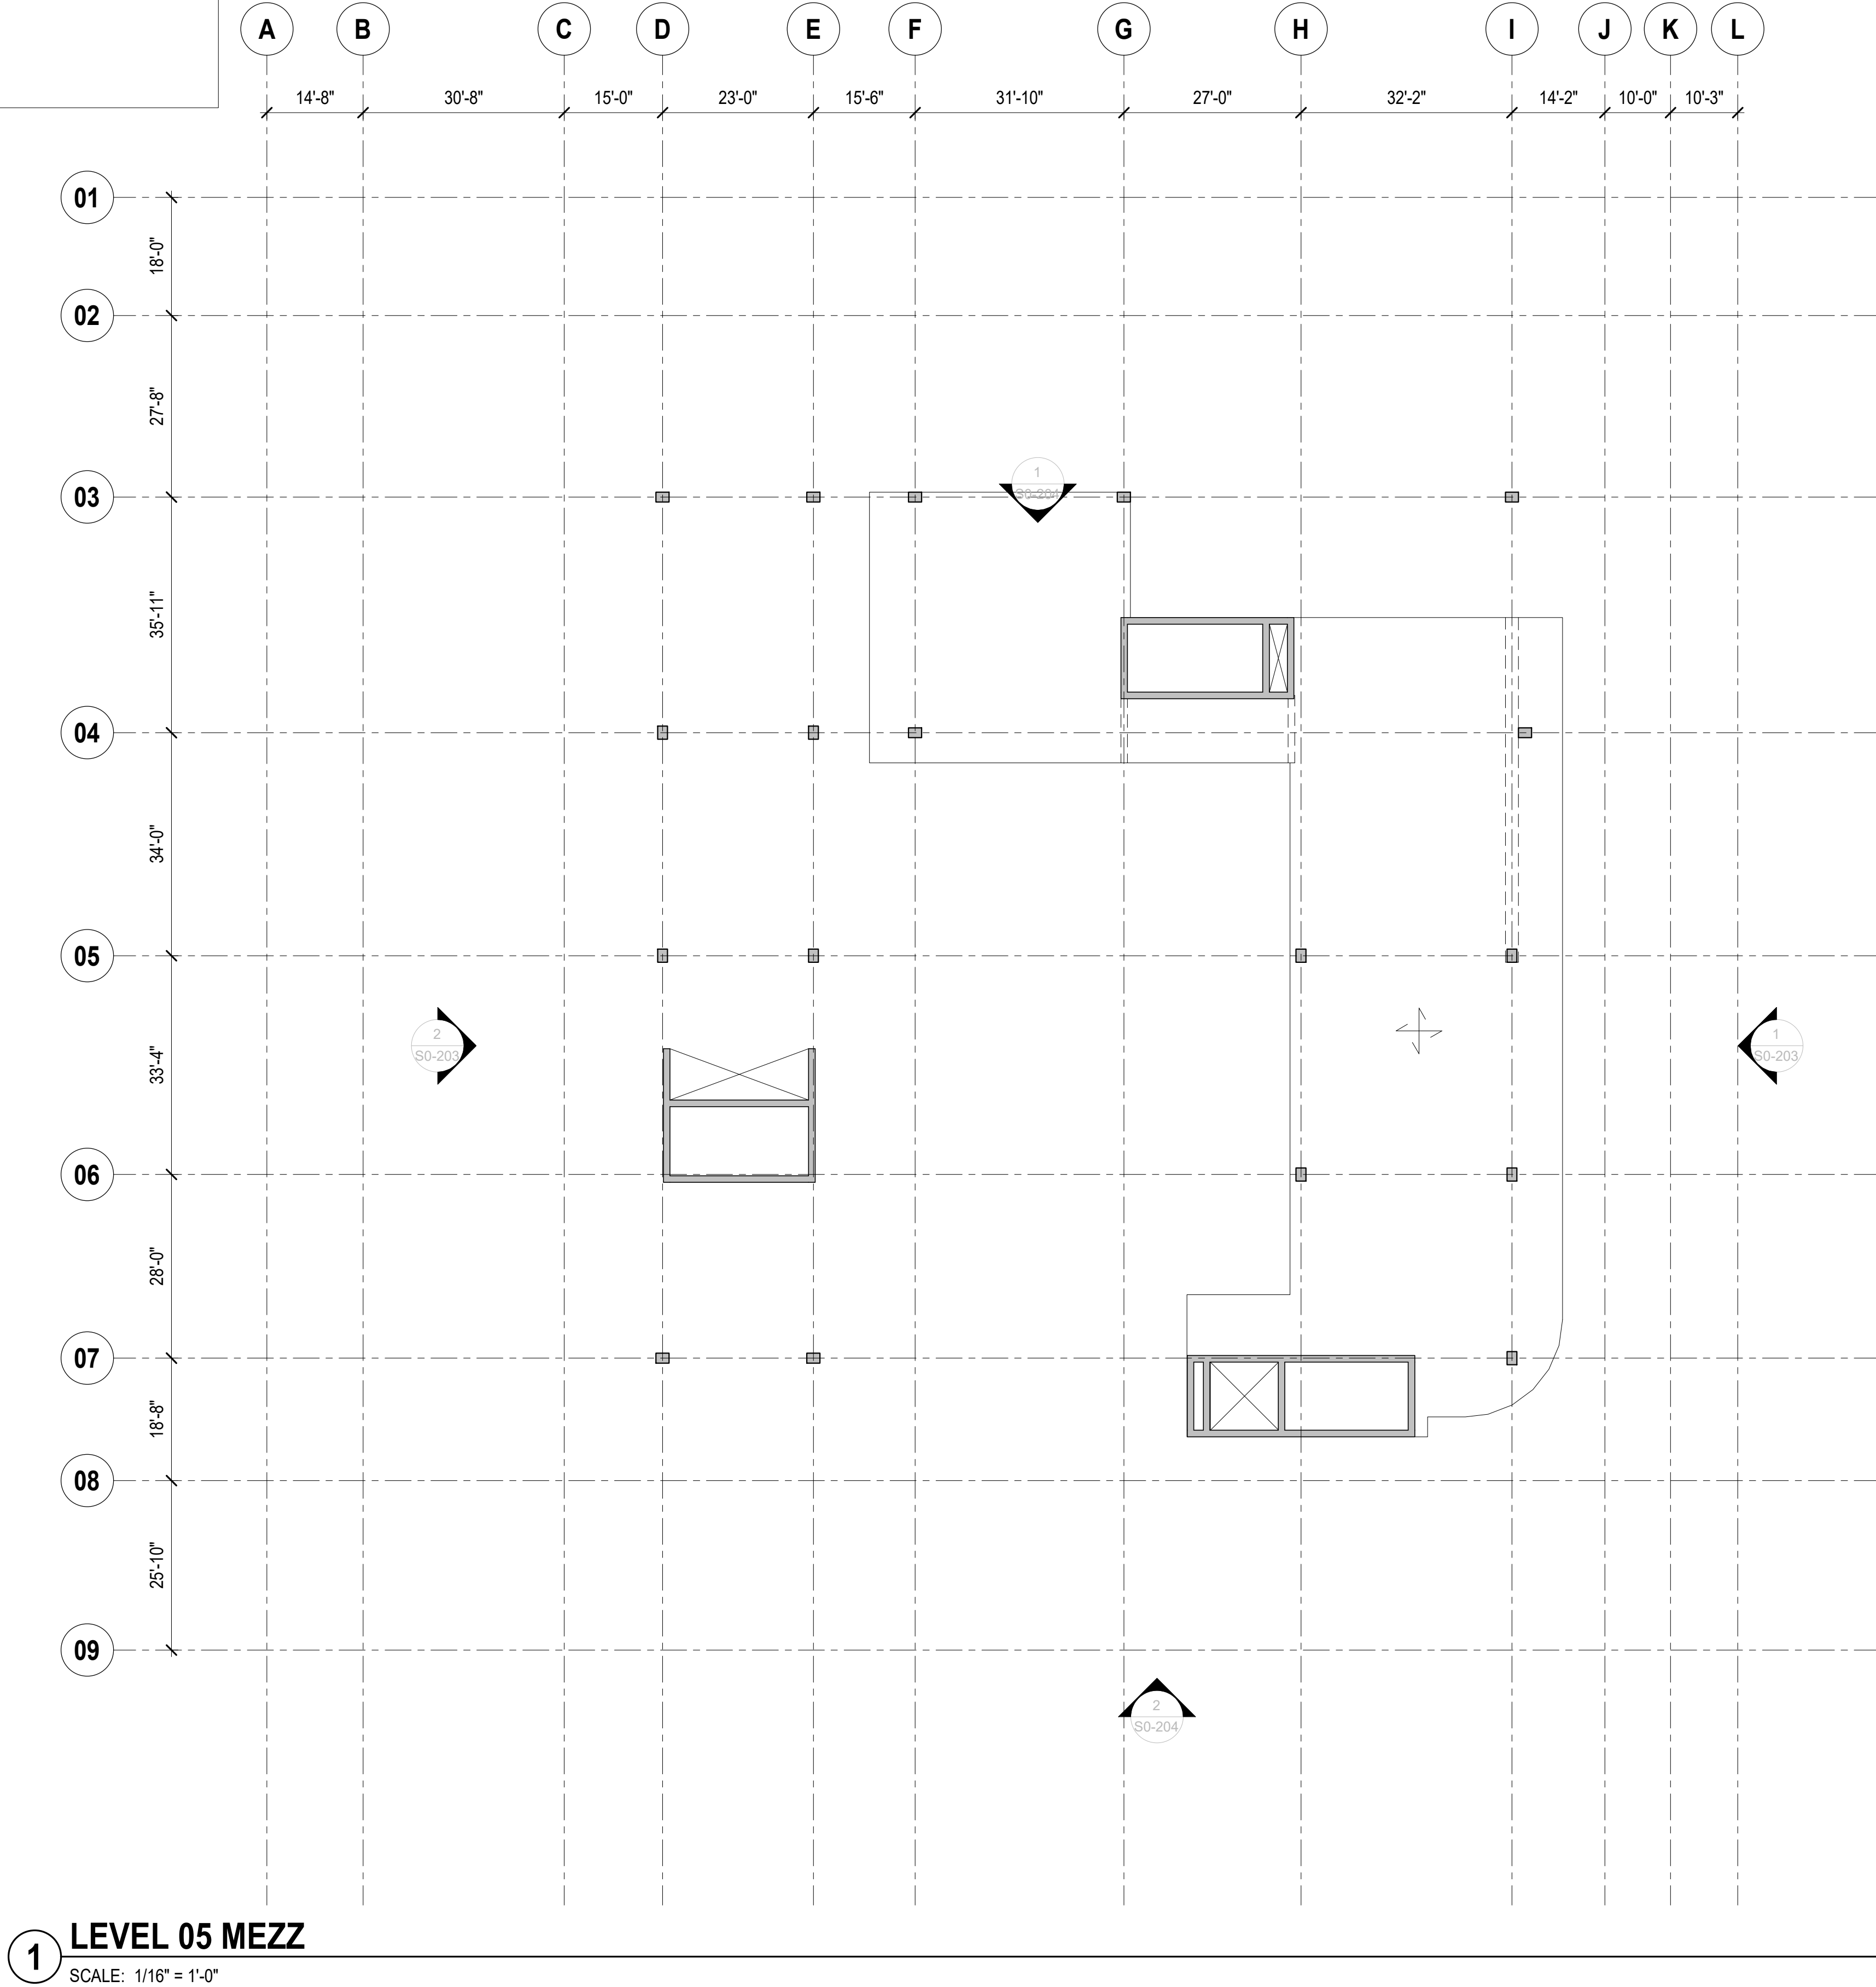 A B C D E F G H I J K L
14'-8" 30'-8" 15'-0" 23'-0" 15'-6" 31'-10" 27'-0" 32'-2" 14'-2" 10'-0" 10'-3"
01
18'-0"
02
27'-8"
03
1
S0-204
35'-11"
04
34'-0"
05
2
S0-203
1
S0-203
33'-4"
06
28'-0"
07
18'-8"
08
25'-10"
09
2
S0-204
1
LEVEL 05 MEZZ
SCALE: 1/16" = 1'-0"